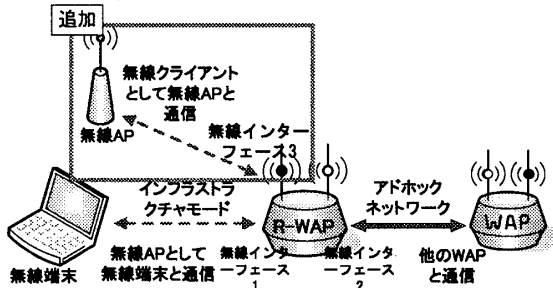 追加
無線クライアント
として無線APと
通信
無線AP
無線インター
フェース3
インフラストラ
クチャモード
アドホック
ネットワーク
R-WAP
WAP
無線端末
無線APとして
無線端末と通信
無線インタ
ーフェース
1
無線インタ
ーフェース
2
他のWAP
と通信